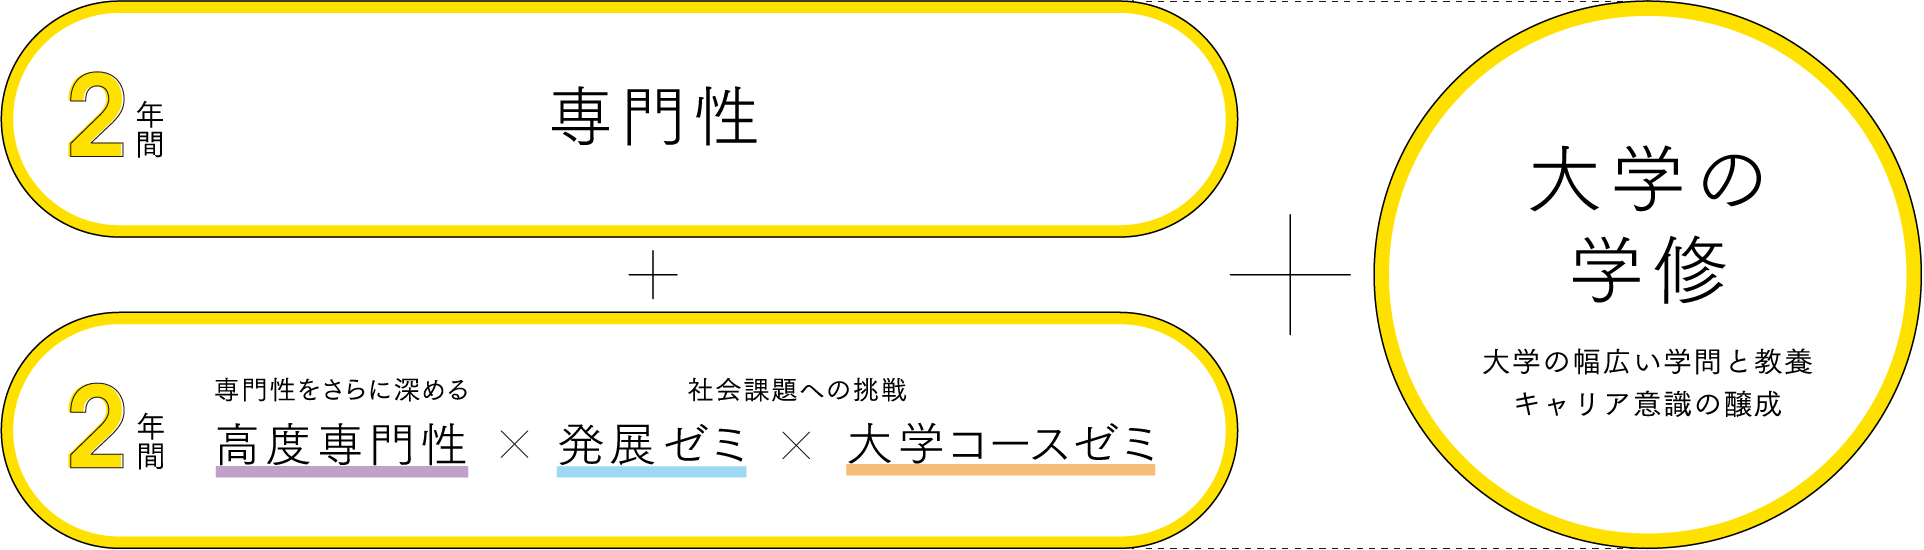 2年間
専門性
+
2年間
専門性をさらに深める
社会課題への挑戦
高度専門性 × 発展ゼミ × 大学コースゼミ
+
大学の
学修
大学の幅広い学問と教養
キャリア意識の醸成